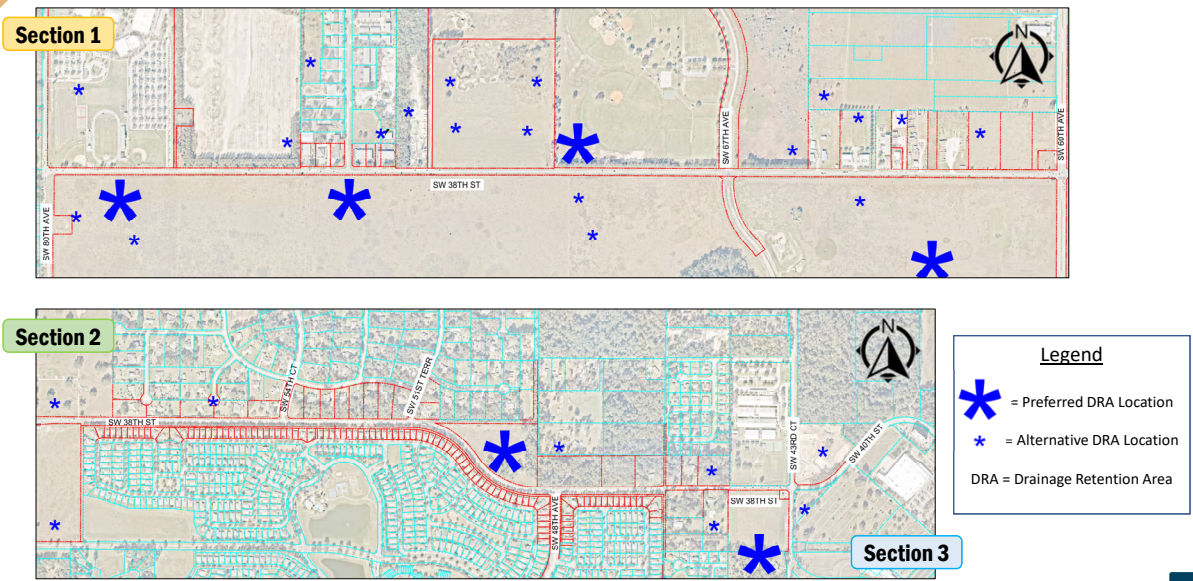 Section 1
N
SW 67TH AVE
SW 60TH AVE
SW 38TH ST
SW 80TH AVE
Section 2
N
SW 54TH CT
SW 51ST TERR
SW 38TH ST
SW 43RD CT
SW 40TH ST
SW 38TH ST
SW 48TH AVE
Section 3
Legend
= Preferred DRA Location
= Alternative DRA Location
DRA = Drainage Retention Area